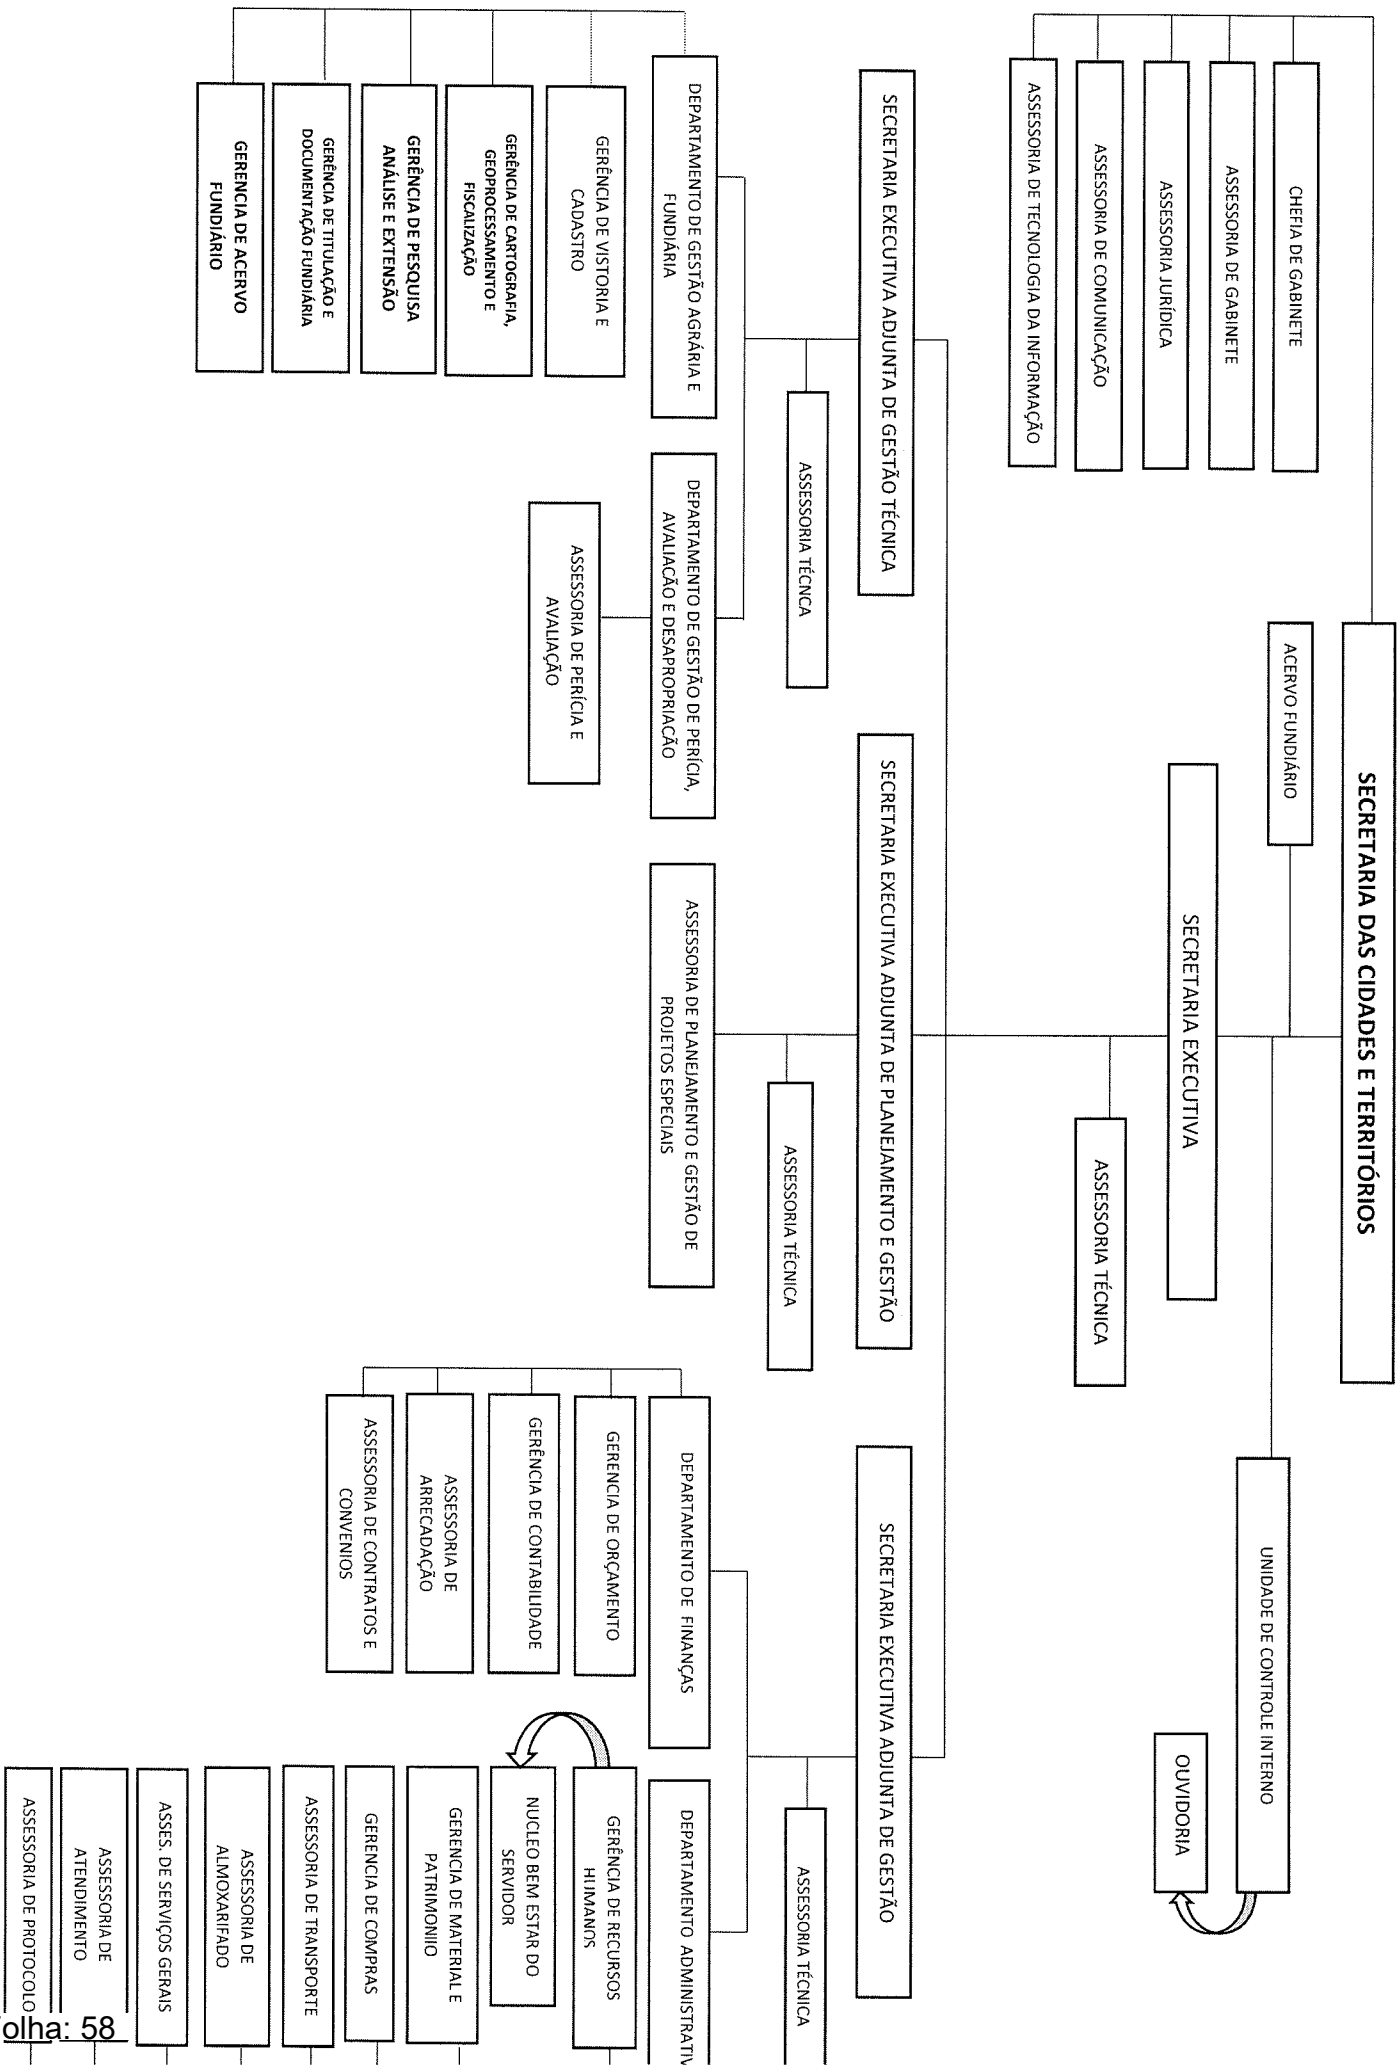 SECRETARIA DAS CIDADES E TERRITÓRIOS
CHEFIA DE GABINETE
ASSESSORIA DE GABINETE
ASSESSORIA JURÍDICA
ASSESSORIA DE COMUNICAÇÃO
ASSESSORIA DE TECNOLOGIA DA INFORMAÇÃO
ACERVO FUNDIÁRIO
UNIDADE DE CONTROLE INTERNO
OUVIDORIA
SECRETARIA EXECUTIVA
ASSESSORIA TÉCNICA
SECRETARIA EXECUTIVA ADJUNTA DE GESTÃO TÉCNICA
ASSESSORIA TÉCNCA
DEPARTAMENTO DE GESTÃO AGRÁRIA E
FUNDIÁRIA
GERÊNCIA DE VISTORIA E
CADASTRO
GERÊNCIA DE CARTOGRAFIA,
GEOPROCESSAMENTO E
FISCALIZAÇÃO
GERÊNCIA DE PESQUISA
ANÁLISE E EXTENSÃO
GERÊNCIA DE TITULAÇÃO E
DOCUMENTAÇÃO FUNDIÁRIA
GERENCIA DE ACERVO
FUNDIÁRIO
DEPARTAMENTO DE GESTÃO DE PERÍCIA,
AVALIAÇÃO E DESAPROPRIAÇÃO
ASSESSORIA DE PERÍCIA E
AVALIAÇÃO
SECRETARIA EXECUTIVA ADJUNTA DE PLANEJAMENTO E GESTÃO
ASSESSORIA TÉCNICA
ASSESSORIA DE PLANEJAMENTO E GESTÃO DE
PROJETOS ESPECIAIS
SECRETARIA EXECUTIVA ADJUNTA DE GESTÃO
ASSESSORIA TÉCNICA
DEPARTAMENTO DE FINANÇAS
GERENCIA DE ORÇAMENTO
GERÊNCIA DE CONTABILIDADE
ASSESSORIA DE
ARRECADAÇÃO
ASSESSORIA DE CONTRATOS E
CONVENIOS
DEPARTAMENTO ADMINISTRATIV
GERÊNCIA DE RECURSOS
HUMANOS
NUCLEO BEM ESTAR DO
SERVIDOR
GERENCIA DE MATERIAL E
PATRIMONIO
GERENCIA DE COMPRAS
ASSESSORIA DE TRANSPORTE
ASSESSORIA DE
ALMOXARIFADO
ASSES. DE SERVIÇOS GERAIS
ASSESSORIA DE
ATENDIMENTO
ASSESSORIA DE PROTOCOLO
olha: 58